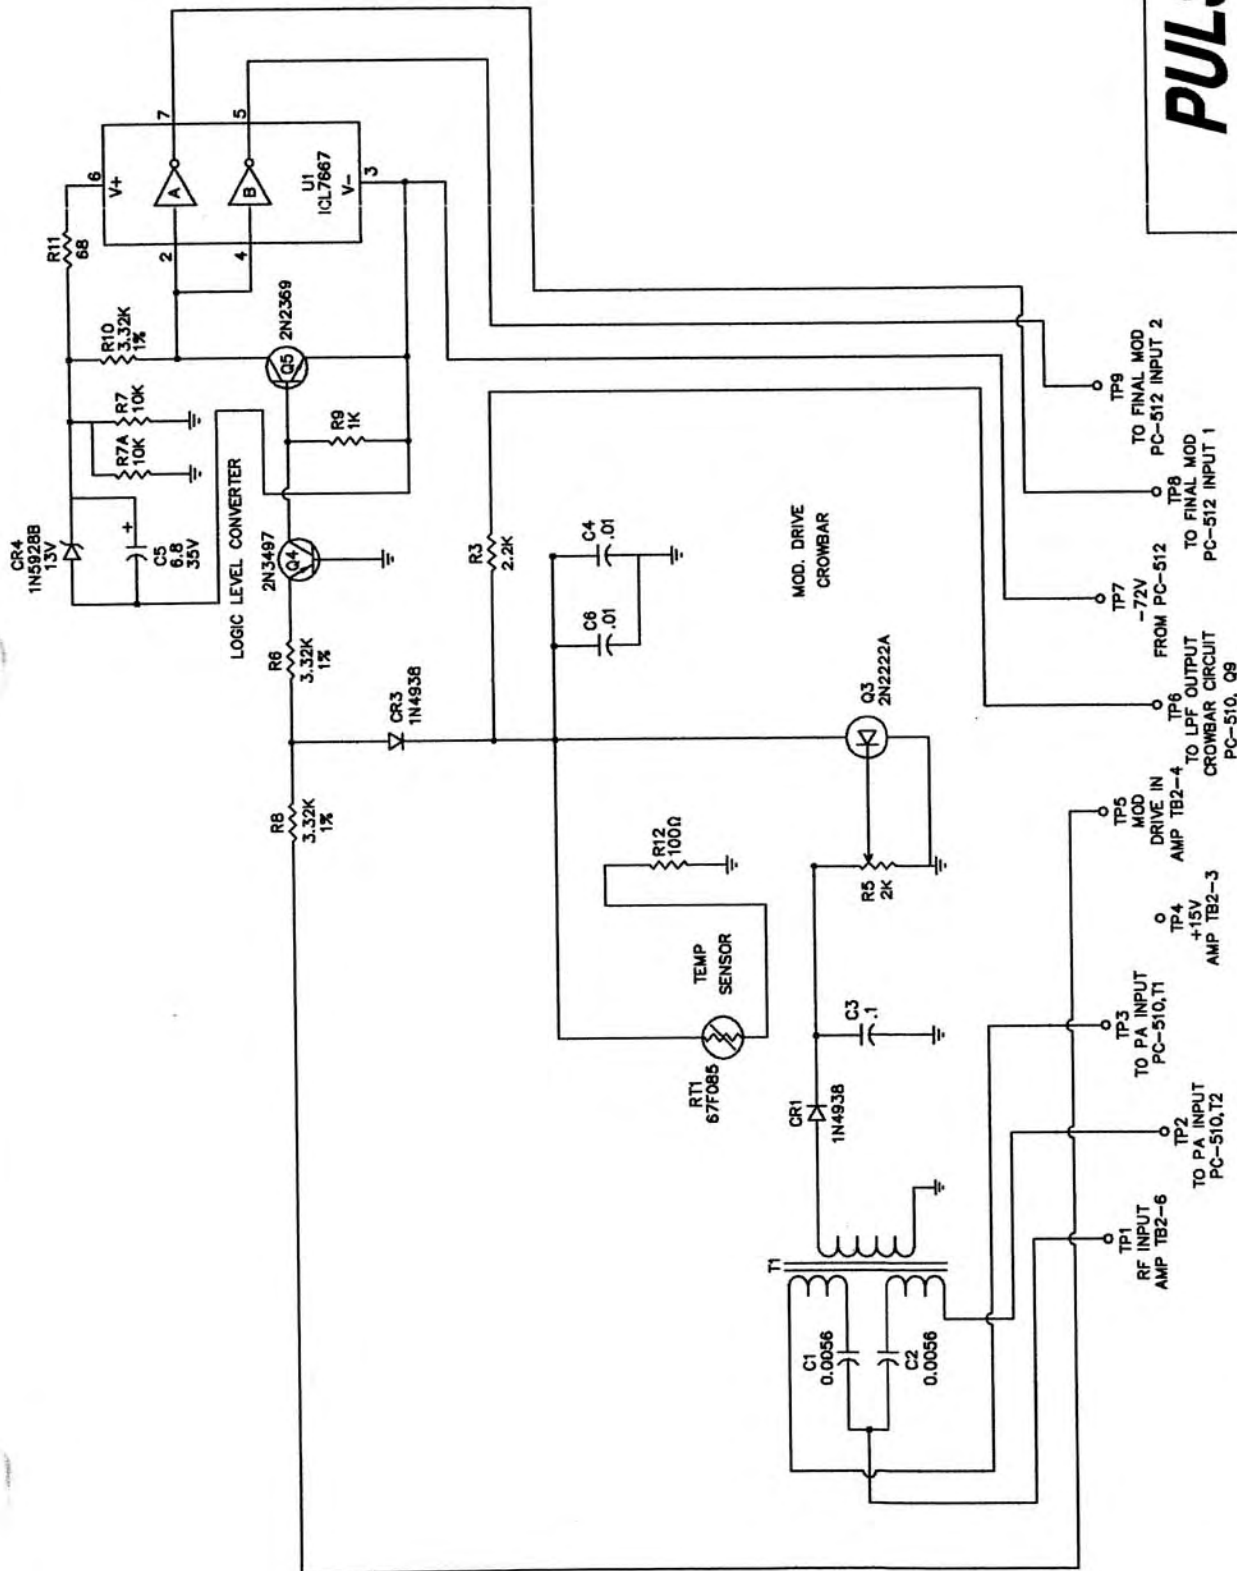 PULS
7
5
6
V+
A
B
U1
ICL7667
V-
3
2
4
R11
68
R10
3.32K
1%
Q5
2N2369
R7
10K
R7A
10K
R9
1K
CR4
1N5928B
13V
+
C5
6.8
35V
LOGIC LEVEL CONVERTER
2N3497
Q4
R6
3.32K
1%
R3
2.2K
CR3
1N4938
C4
.01
C6
.01
MOD. DRIVE
CROWBAR
R8
3.32K
1%
Q3
2N2222A
R12
100Ω
R5
2K
TEMP
SENSOR
RT1
67F085
C3
.1
CR1
1N4938
T1
C1
0.0056
C2
0.0056
TP9
TO FINAL MOD
PC-512 INPUT 2
TP8
TO FINAL MOD
PC-512 INPUT 1
TP7
-72V
FROM PC-512
TP6
TO LPF OUTPUT
CROWBAR CIRCUIT
PC-510, Q9
TP5
MOD
DRIVE IN
AMP TB2-4
TP4
+15V
AMP TB2-3
TP3
TO PA INPUT
PC-510,T1
TP2
TO PA INPUT
PC-510,T2
TP1
RF INPUT
AMP TB2-6